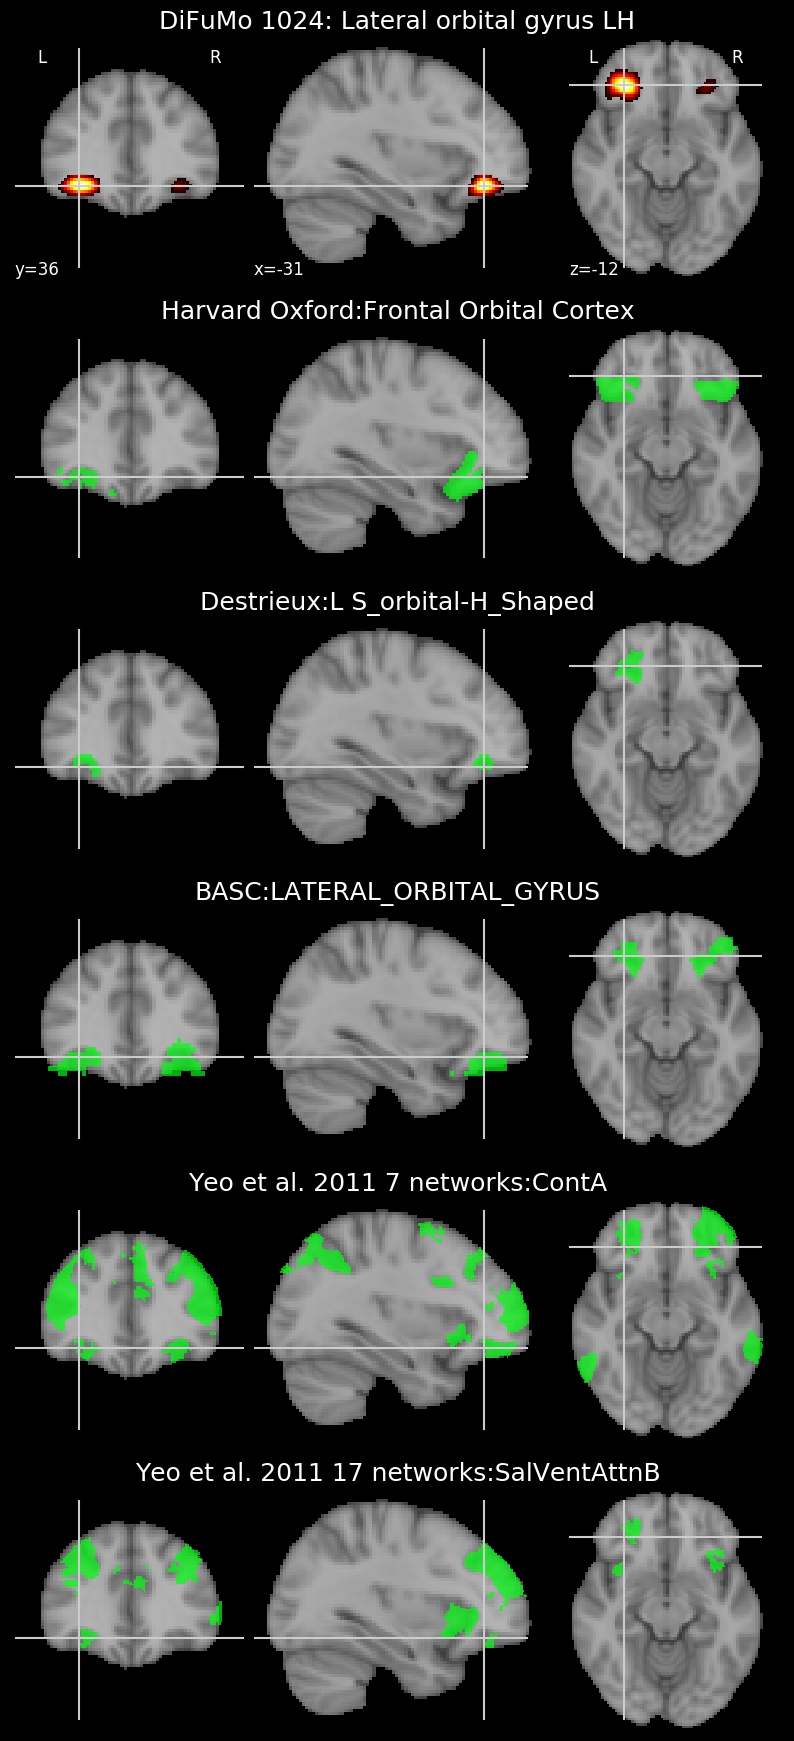 DiFuMo 1024: Lateral orbital gyrus LH
L R L R
y=36 x=-31 z=-12
Harvard Oxford:Frontal Orbital Cortex
Destrieux:L S_orbital-H_Shaped
BASC:LATERAL_ORBITAL_GYRUS
Yeo et al. 2011 7 networks:ContA
Yeo et al. 2011 17 networks:SalVentAttnB